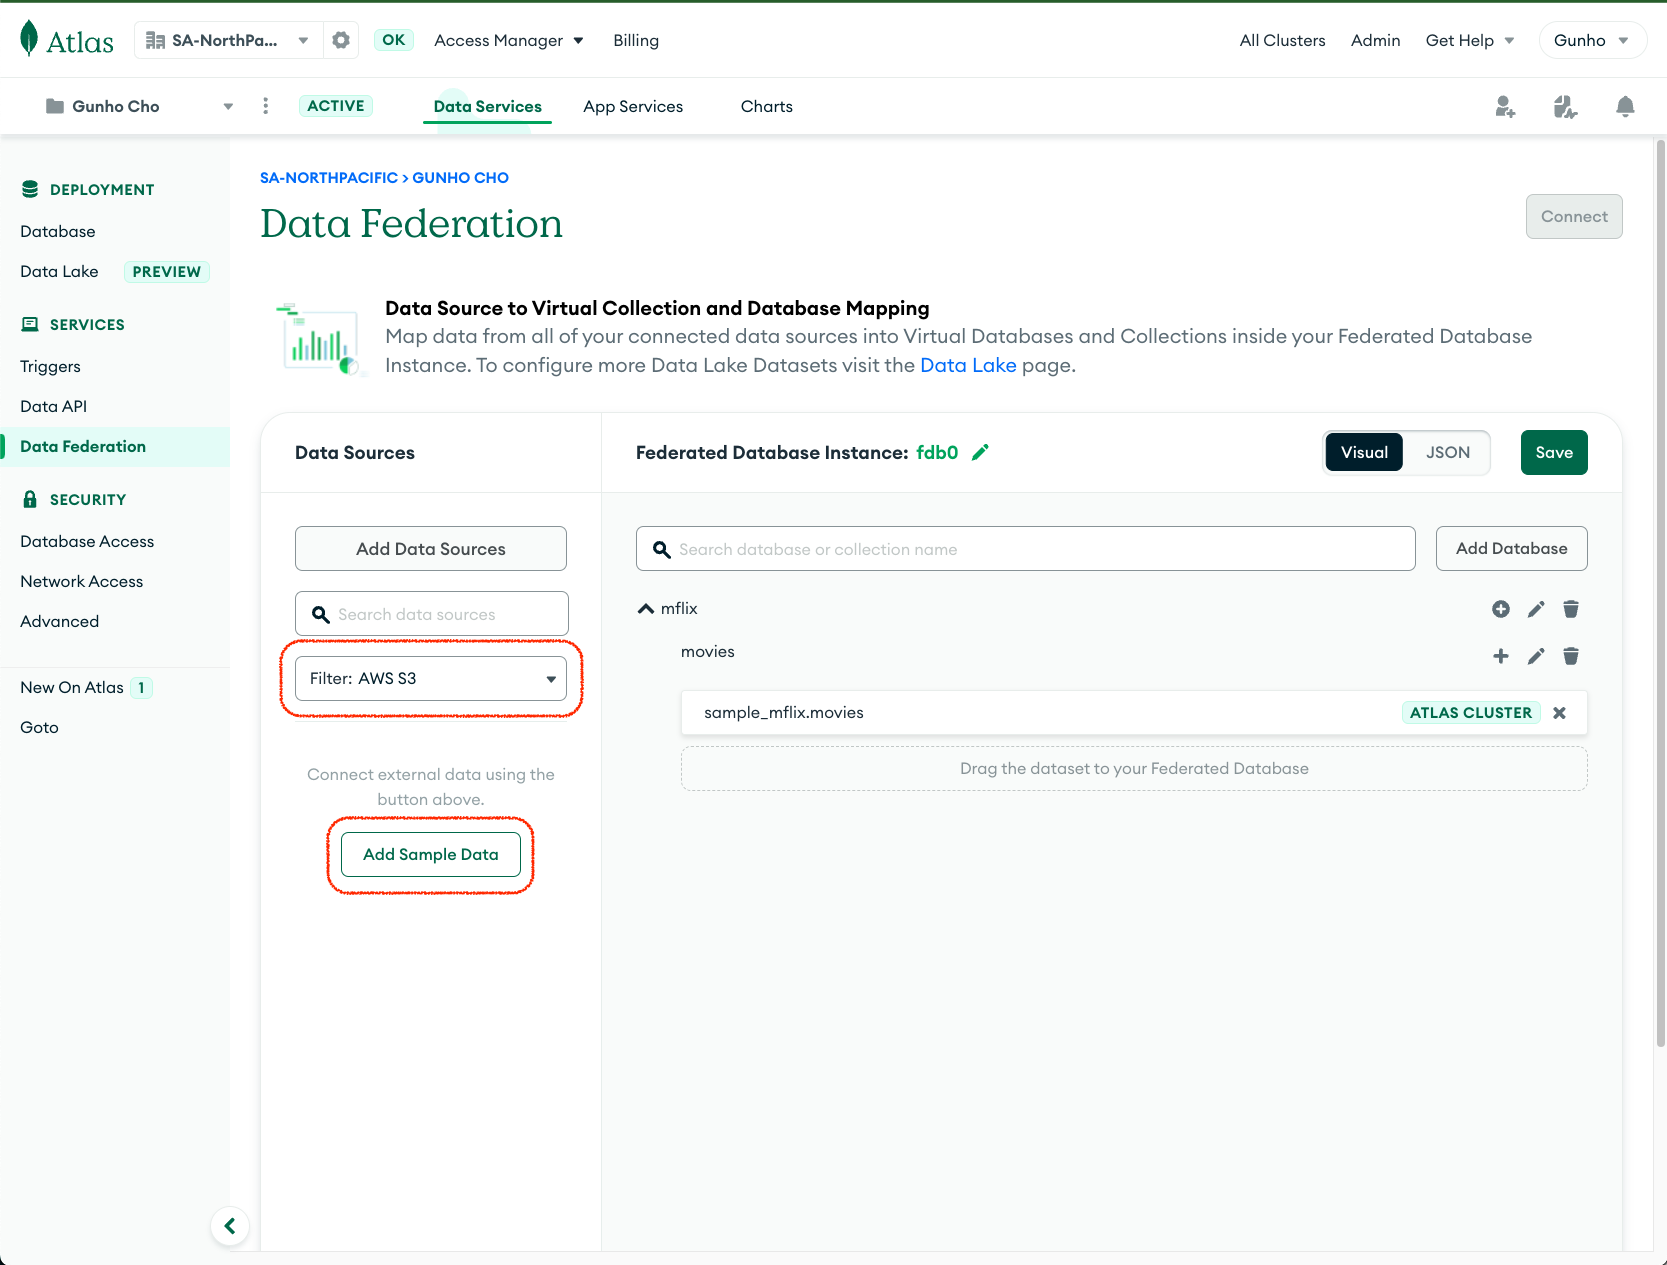 Atlas
SA-NorthPa...
OK
Access Manager
Billing
All Clusters
Admin
Get Help
Gunho
Gunho Cho
ACTIVE
Data Services
App Services
Charts
DEPLOYMENT
Database
Data Lake
PREVIEW
SERVICES
Triggers
Data API
Data Federation
SECURITY
Database Access
Network Access
Advanced
New On Atlas
1
Goto
SA-NORTHPACIFIC > GUNHO CHO
Data Federation
Connect
Data Source to Virtual Collection and Database Mapping
Map data from all of your connected data sources into Virtual Databases and Collections inside your Federated Database
Instance. To configure more Data Lake Datasets visit the Data Lake page.
Data Sources
Add Data Sources
Search data sources
Filter: AWS S3
Connect external data using the
button above.
Add Sample Data
Federated Database Instance: fdb0
Visual
JSON
Save
Search database or collection name
Add Database
mflix
movies
sample_mflix.movies
ATLAS CLUSTER
Drag the dataset to your Federated Database